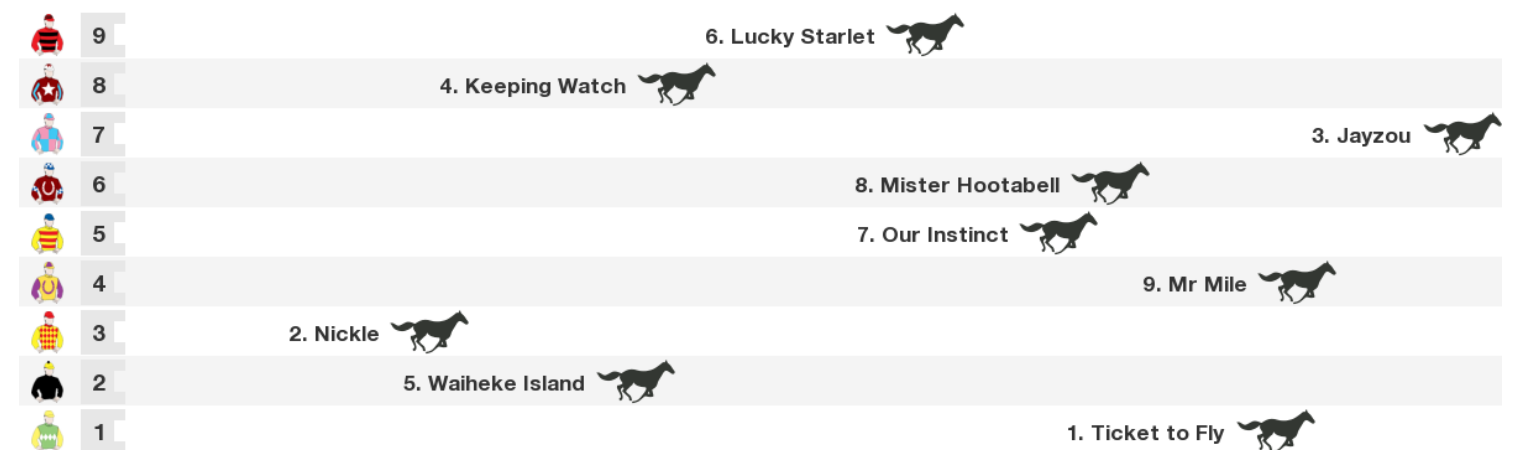 9 6. Lucky Starlet
8 4. Keeping Watch
7 3. Jayzou
6 8. Mister Hootabell
5 7. Our Instinct
4 9. Mr Mile
3 2. Nickle
2 5. Waiheke Island
1 1. Ticket to Fly